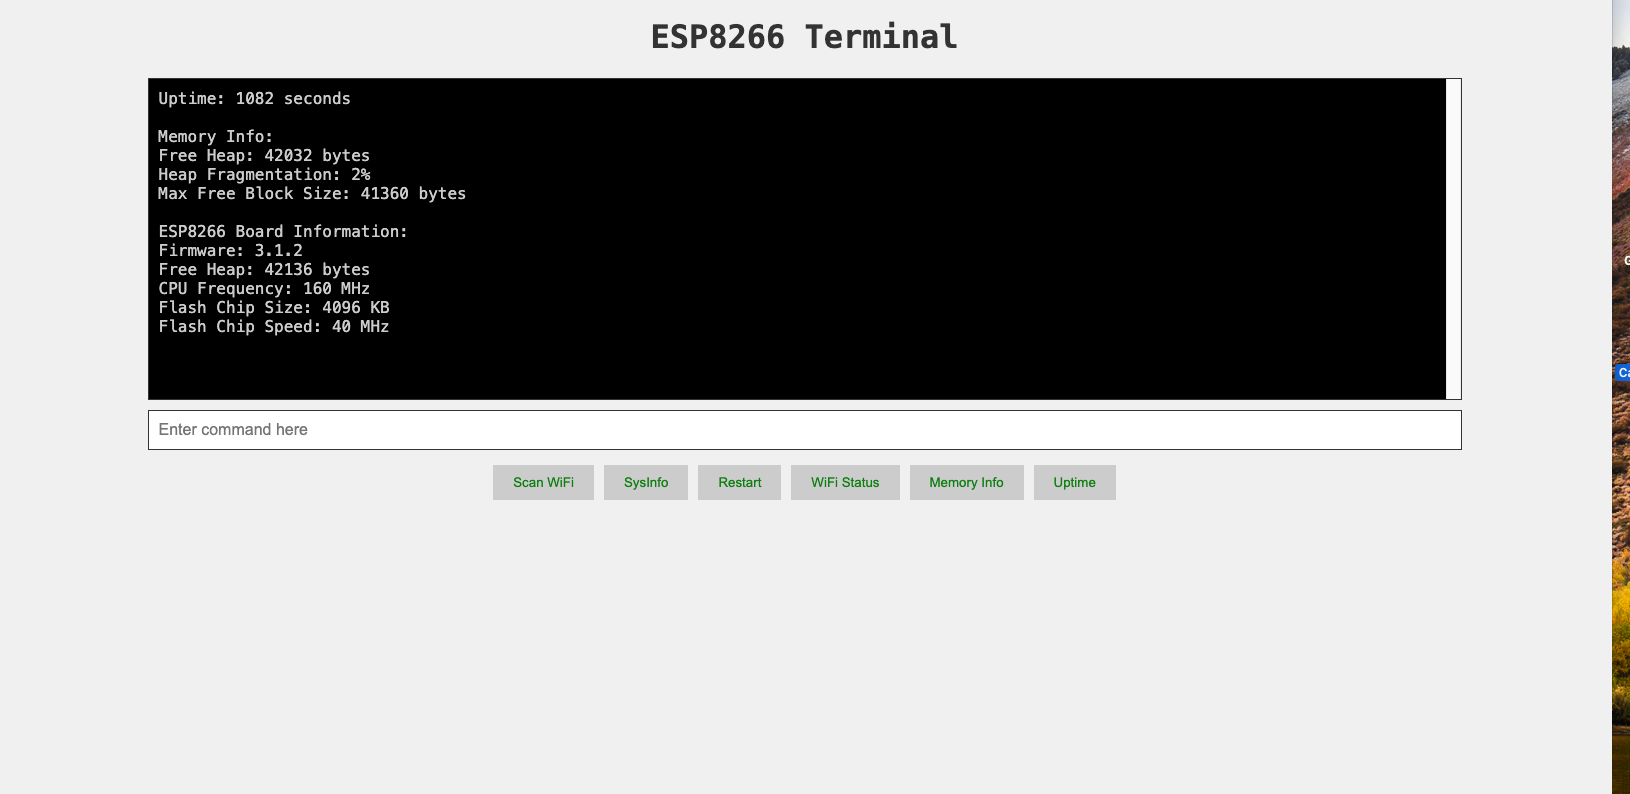 ESP8266 Terminal
Uptime: 1082 seconds
Memory Info:
Free Heap: 42032 bytes
Heap Fragmentation: 2%
Max Free Block Size: 41360 bytes
ESP8266 Board Information:
Firmware: 3.1.2
Free Heap: 42136 bytes
CPU Frequency: 160 MHz
Flash Chip Size: 4096 KB
Flash Chip Speed: 40 MHz
Enter command here
Scan WiFi SysInfo Restart WiFi Status Memory Info Uptime